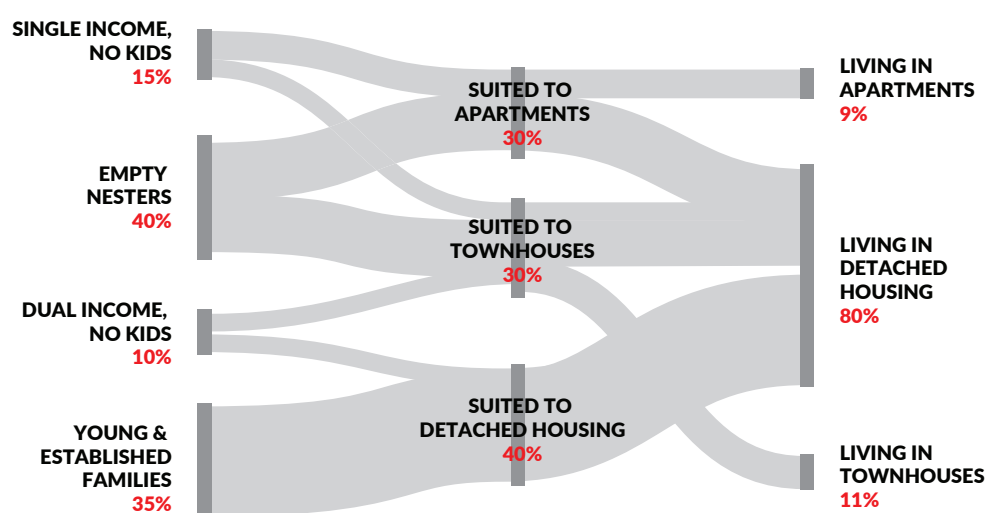 SINGLE INCOME,
NO KIDS
15%
EMPTY
NESTERS
40%
DUAL INCOME,
NO KIDS
10%
YOUNG &
ESTABLISHED
FAMILIES
35%
SUITED TO
APARTMENTS
30%
SUITED TO
TOWNHOUSES
30%
SUITED TO
DETACHED HOUSING
40%
LIVING IN
APARTMENTS
9%
LIVING IN
DETACHED
HOUSING
80%
LIVING IN
TOWNHOUSES
11%